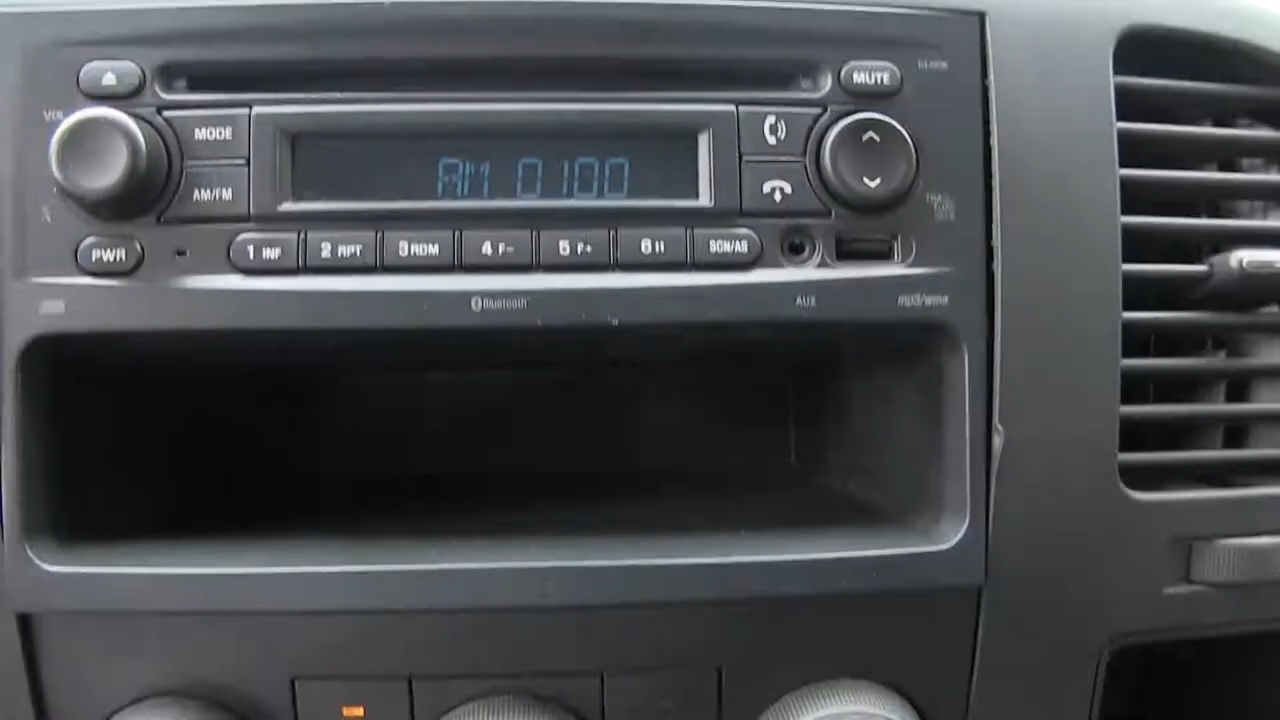 MUTE
CLOCK
VOL
MODE
AM 0100
AM/FM
PWR
1 INF
2 RPT
3 RDM
4 F-
5 F+
6 II
SCN/AS
Bluetooth
AUX
mp3/wma